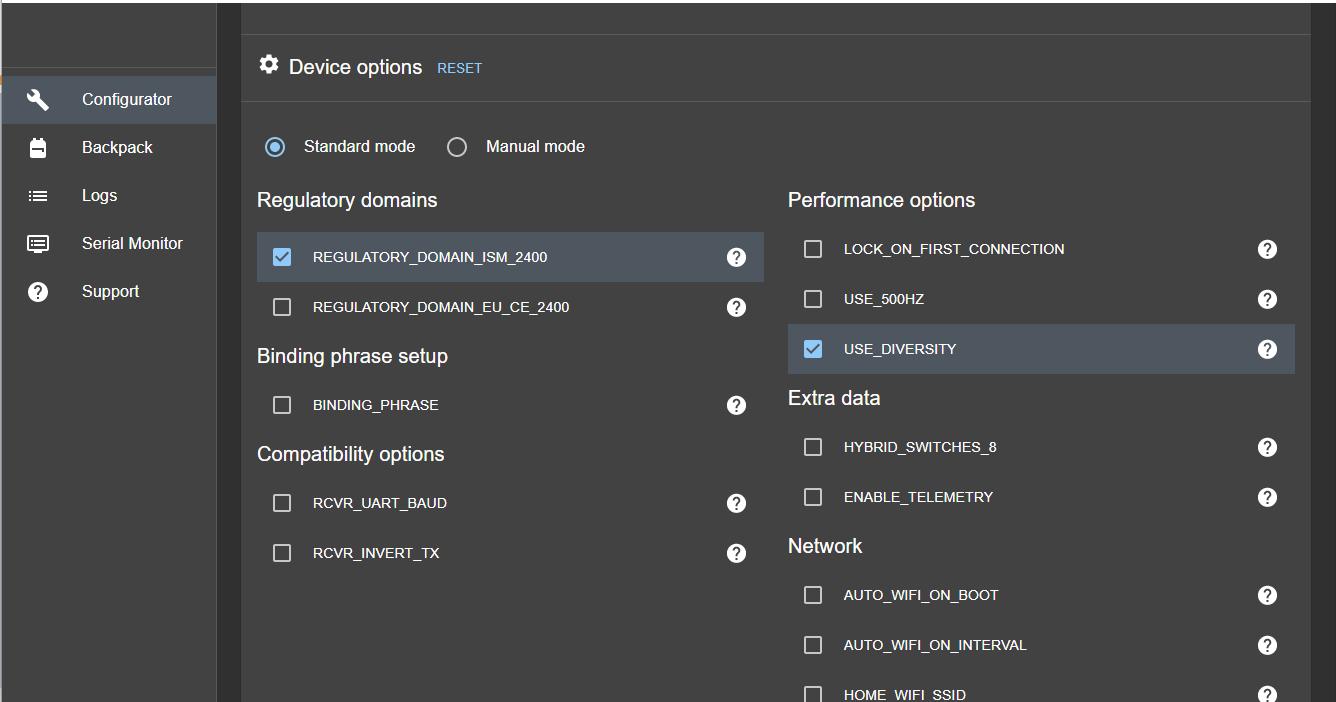 Device options RESET
Configurator
Backpack
Logs
Serial Monitor
Support
Standard mode Manual mode
Regulatory domains
REGULATORY_DOMAIN_ISM_2400
REGULATORY_DOMAIN_EU_CE_2400
Binding phrase setup
BINDING_PHRASE
Compatibility options
RCVR_UART_BAUD
RCVR_INVERT_TX
Performance options
LOCK_ON_FIRST_CONNECTION
USE_500HZ
USE_DIVERSITY
Extra data
HYBRID_SWITCHES_8
ENABLE_TELEMETRY
Network
AUTO_WIFI_ON_BOOT
AUTO_WIFI_ON_INTERVAL
HOME_WIFI_SSID